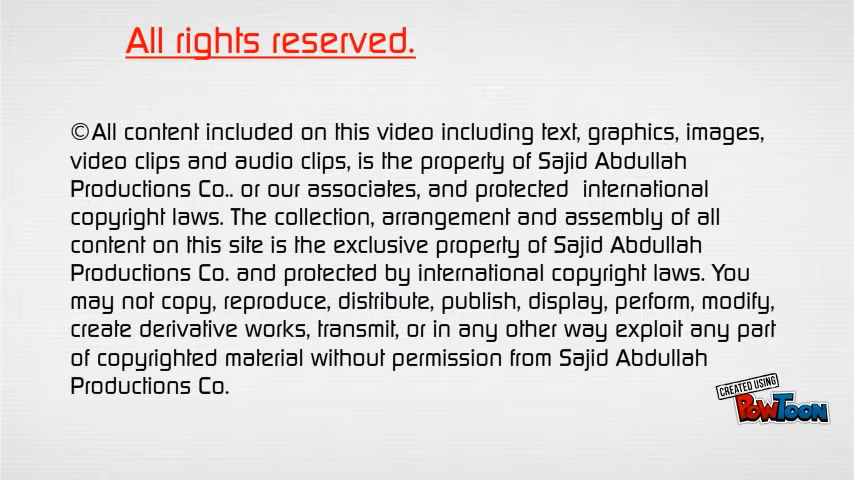 All rights reserved.
©All content included on this video including text, graphics, images,
video clips and audio clips, is the property of Sajid Abdullah
Productions Co.. or our associates, and protected  international
copyright laws. The collection, arrangement and assembly of all
content on this site is the exclusive property of Sajid Abdullah
Productions Co. and protected by international copyright laws. You
may not copy, reproduce, distribute, publish, display, perform, modify,
create derivative works, transmit, or in any other way exploit any part
of copyrighted material without permission from Sajid Abdullah
Productions Co.
CREATED USING
POWTOON